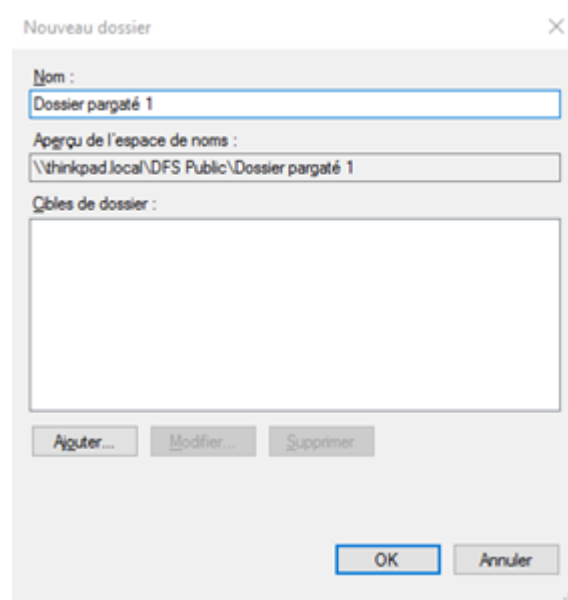 Nouveau dossier
Nom :
Dossier pargaté 1
Aperçu de l'espace de noms :
\\thinkpad.local\DFS Public\Dossier pargaté 1
Cibles de dossier :
Ajouter... Modifier... Supprimer
OK Annuler